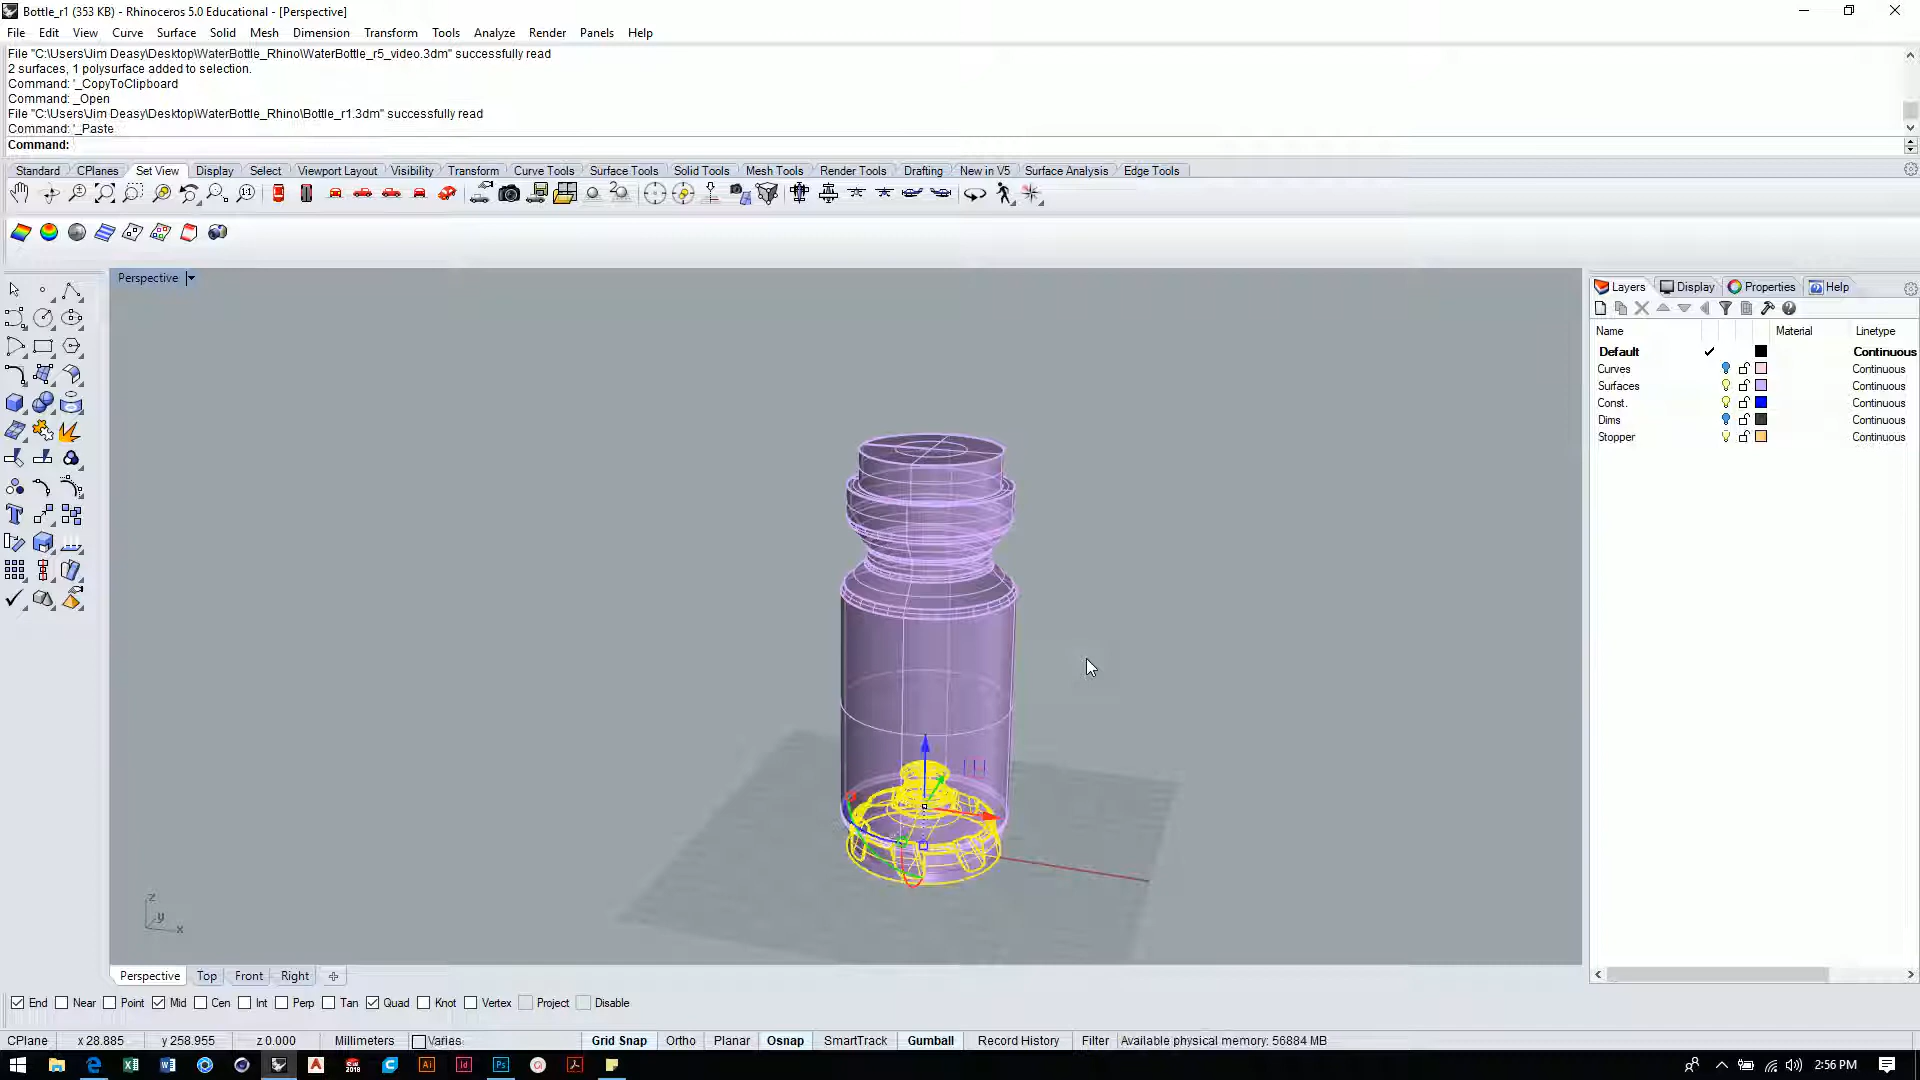 Bottle_r1 (353 KB) - Rhinoceros 5.0 Educational - [Perspective]
File Edit View Curve Surface Solid Mesh Dimension Transform Tools Analyze Render Panels Help
File "C:\Users\Jim Deasy\Desktop\WaterBottle_Rhino\WaterBottle_r5_video.3dm" successfully read
2 surfaces, 1 polysurface added to selection.
Command: '_CopyToClipboard
Command: _Open
File "C:\Users\Jim Deasy\Desktop\WaterBottle_Rhino\Bottle_r1.3dm" successfully read
Command: '_Paste
Command:
Standard CPlanes Set View Display Select Viewport Layout Visibility Transform Curve Tools Surface Tools Solid Tools Mesh Tools Render Tools Drafting New in V5 Surface Analysis Edge Tools
Perspective
Layers Display Properties Help
Name Material Linetype
Default Continuous
Curves Continuous
Surfaces Continuous
Const. Continuous
Dims Continuous
Stopper Continuous
z
y
x
Perspective Top Front Right
End Near Point Mid Cen Int Perp Tan Quad Knot Vertex Project Disable
CPlane x 28.885 y 258.955 z 0.000 Millimeters Varies Grid Snap Ortho Planar Osnap SmartTrack Gumball Record History Filter Available physical memory: 56884 MB
2:56 PM